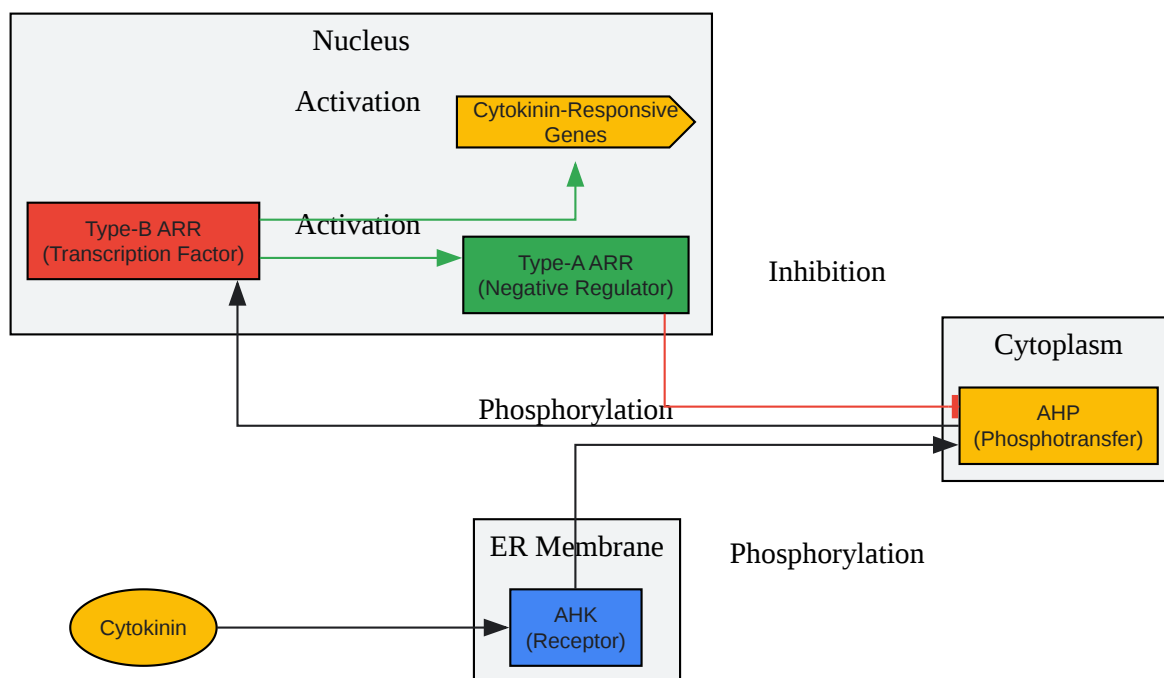 Nucleus
Activation
Cytokinin-Responsive
Genes
Type-B ARR
(Transcription Factor)
Activation
Type-A ARR
(Negative Regulator)
Inhibition
Cytoplasm
Phosphorylation
AHP
(Phosphotransfer)
ER Membrane
Phosphorylation
Cytokinin
AHK
(Receptor)